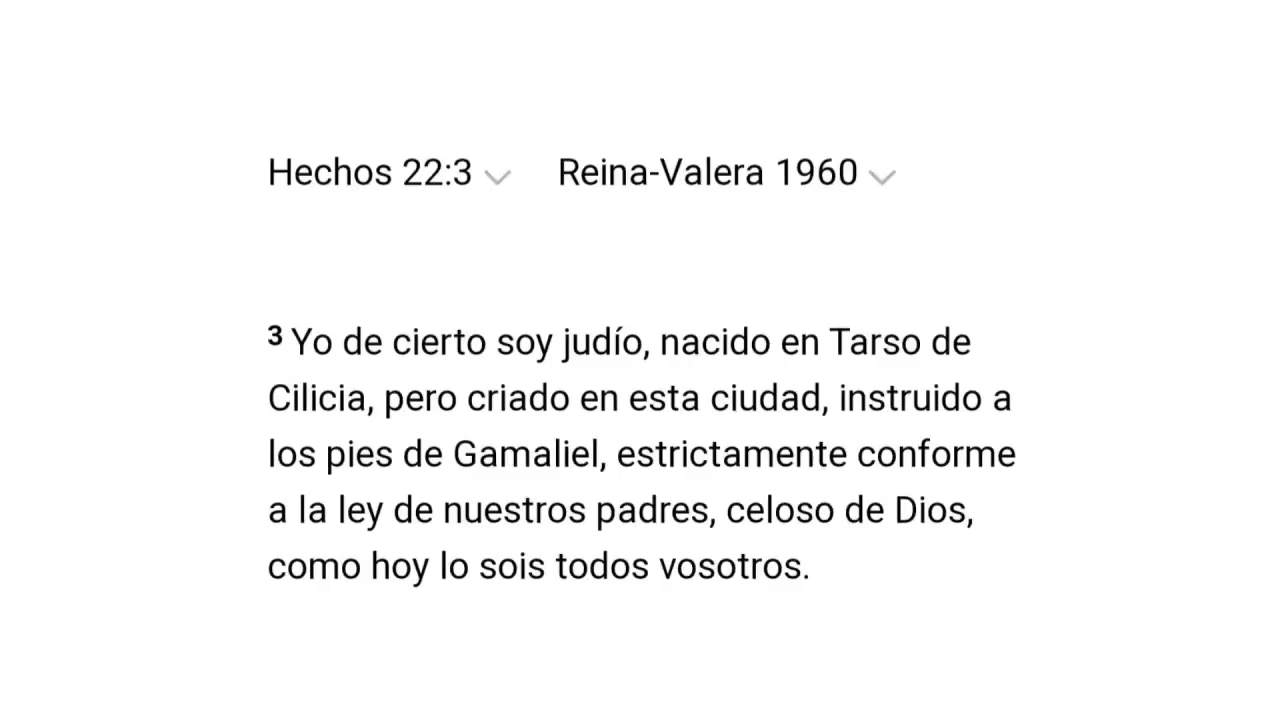 Hechos 22:3 Reina-Valera 1960
3 Yo de cierto soy judío, nacido en Tarso de
Cilicia, pero criado en esta ciudad, instruido a
los pies de Gamaliel, estrictamente conforme
a la ley de nuestros padres, celoso de Dios,
como hoy lo sois todos vosotros.